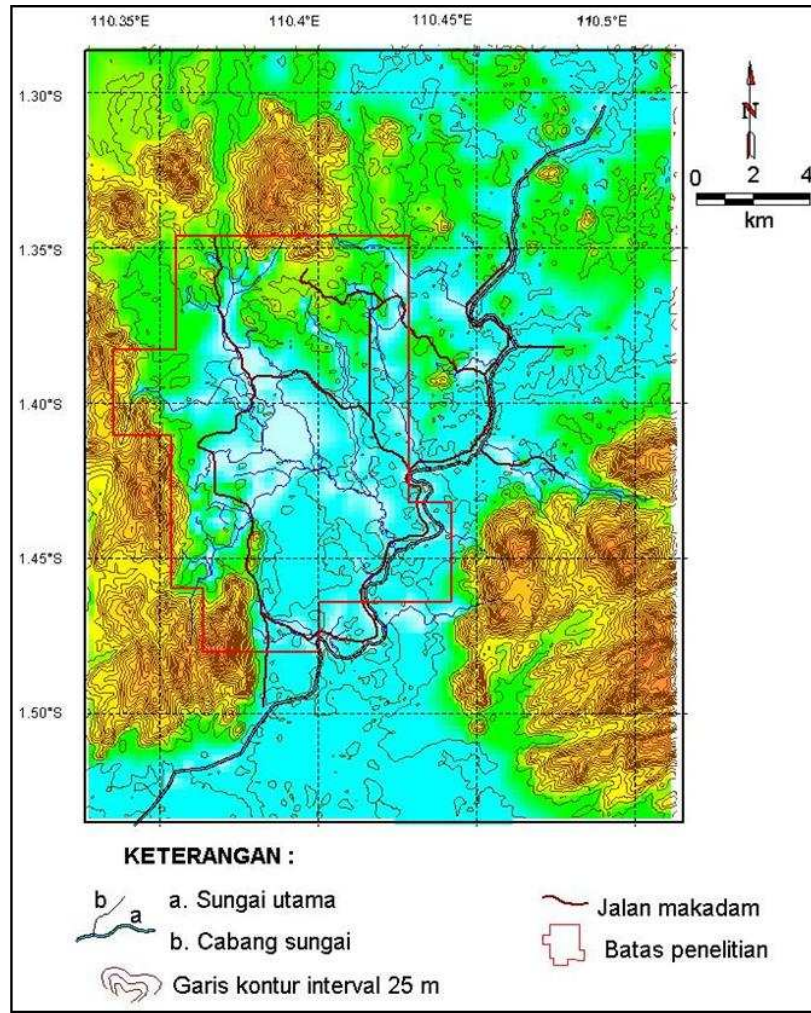 110.35°E 110.4°E 110.45°E 110.5°E
1.30°S
N
0 2 4
km
1.35°S
1.40°S
1.45°S
1.50°S
KETERANGAN :
b
a
a. Sungai utama
b. Cabang sungai
Garis kontur interval 25 m
Jalan makadam
Batas penelitian